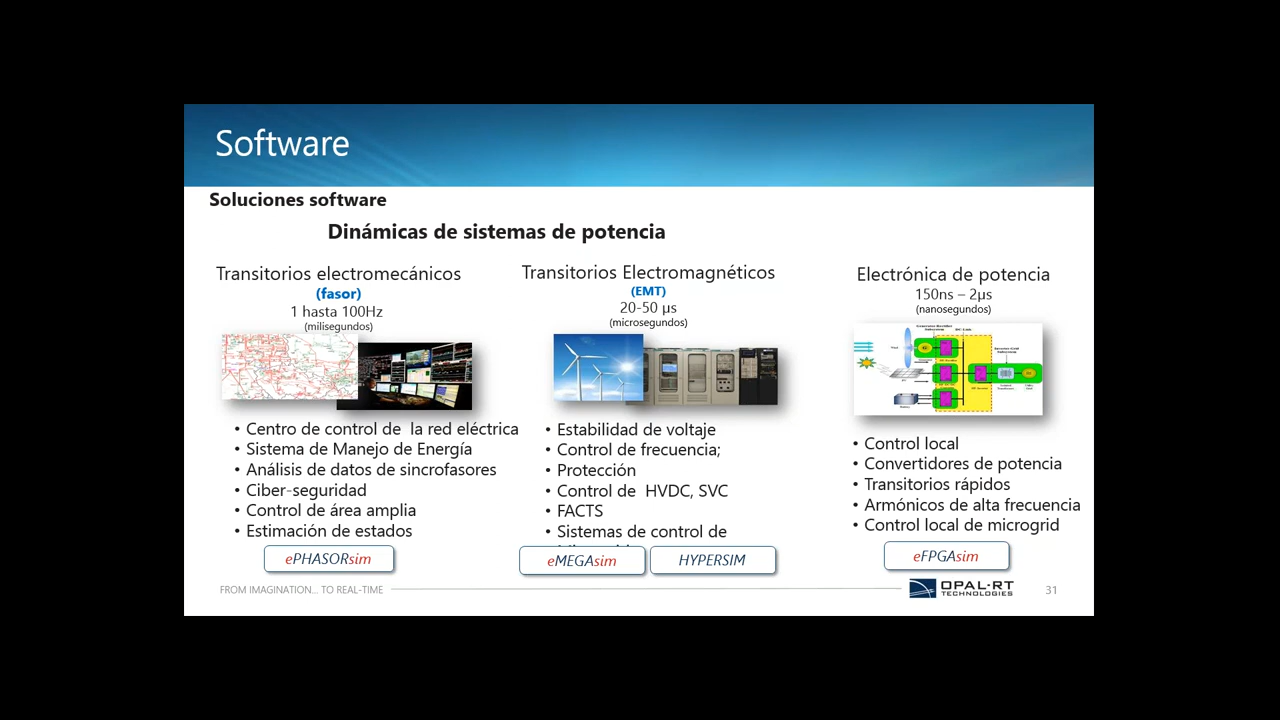 Software
Soluciones software
Dinámicas de sistemas de potencia
Transitorios electromecánicos
(fasor)
1 hasta 100Hz
(milisegundos)
• Centro de control de  la red eléctrica
• Sistema de Manejo de Energía
• Análisis de datos de sincrofasores
• Ciber-seguridad
• Control de área amplia
• Estimación de estados
ePHASORsim
Transitorios Electromagnéticos
(EMT)
20-50 µs
(microsegundos)
• Estabilidad de voltaje
• Control de frecuencia;
• Protección
• Control de  HVDC, SVC
• FACTS
• Sistemas de control de
eMEGAsim
HYPERSIM
Electrónica de potencia
150ns – 2µs
(nanosegundos)
• Control local
• Convertidores de potencia
• Transitorios rápidos
• Armónicos de alta frecuencia
• Control local de microgrid
eFPGAsim
FROM IMAGINATION... TO REAL-TIME
OPAL-RT
TECHNOLOGIES
31